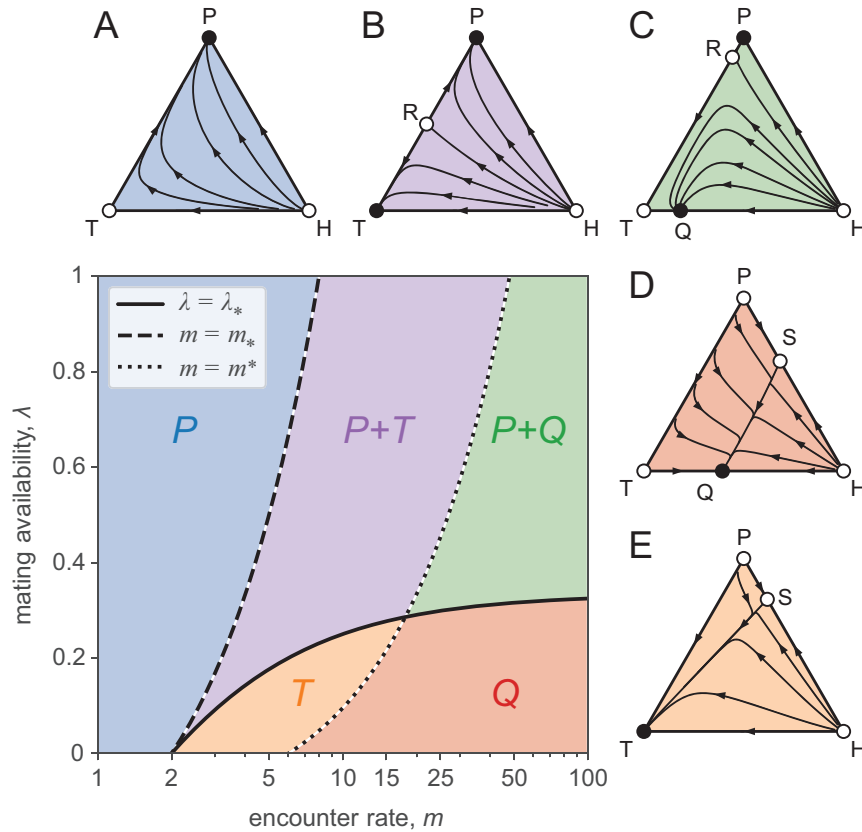 A
P
T
H
B
P
R
T
H
C
P
R
T
Q
H
λ = λ*
m = m*
m = m*
P
P+T
P+Q
T
Q
mating availability, λ
1
0.8
0.6
0.4
0.2
0
1
2
5
10
15
25
50
100
encounter rate, m
D
P
S
T
Q
H
E
P
S
T
H